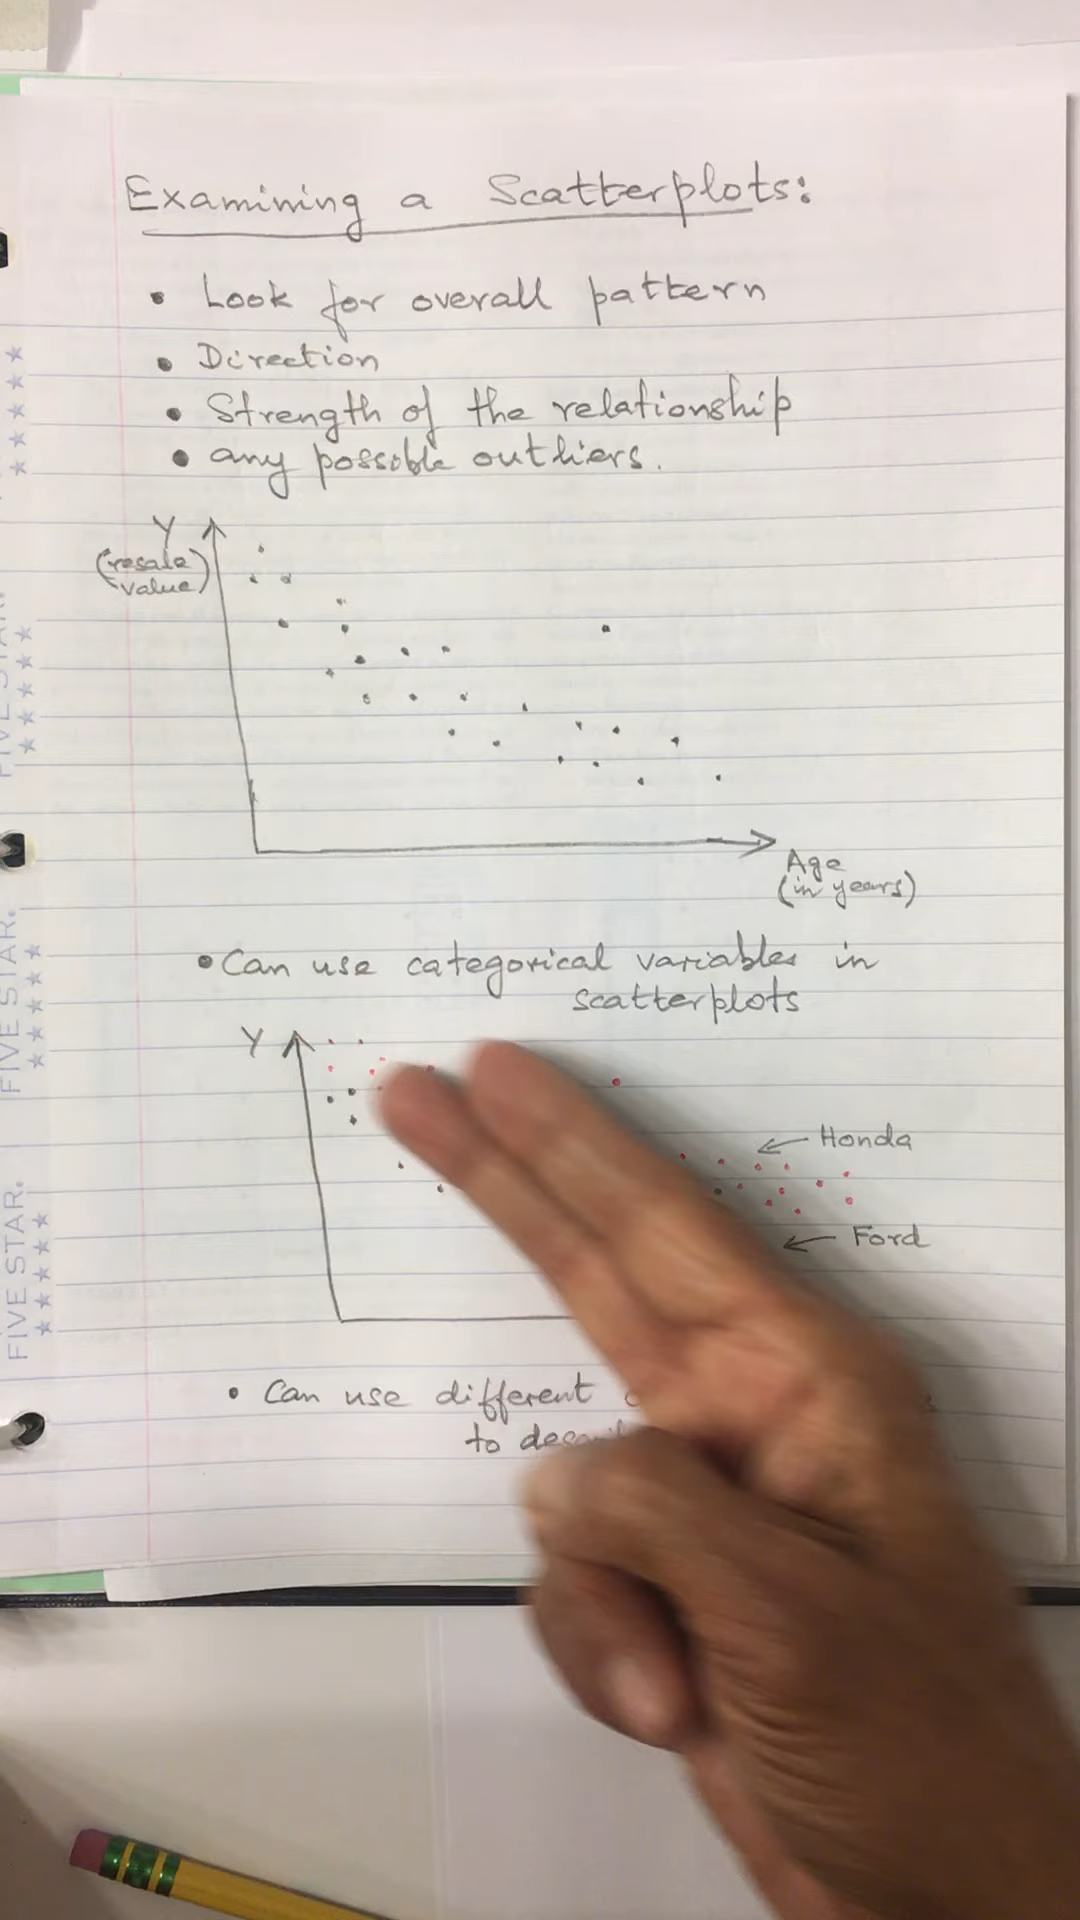 Examining a Scatterplots:
• Look for overall pattern
• Direction
• Strength of the relationship
• any possible outliers.
Y
(resale
value)
Age
(in years)
• Can use categorical variables in
scatterplots
Y
Honda
Ford
• Can use different
to
FIVE STAR.
FIVE STAR.
FIVE STAR.